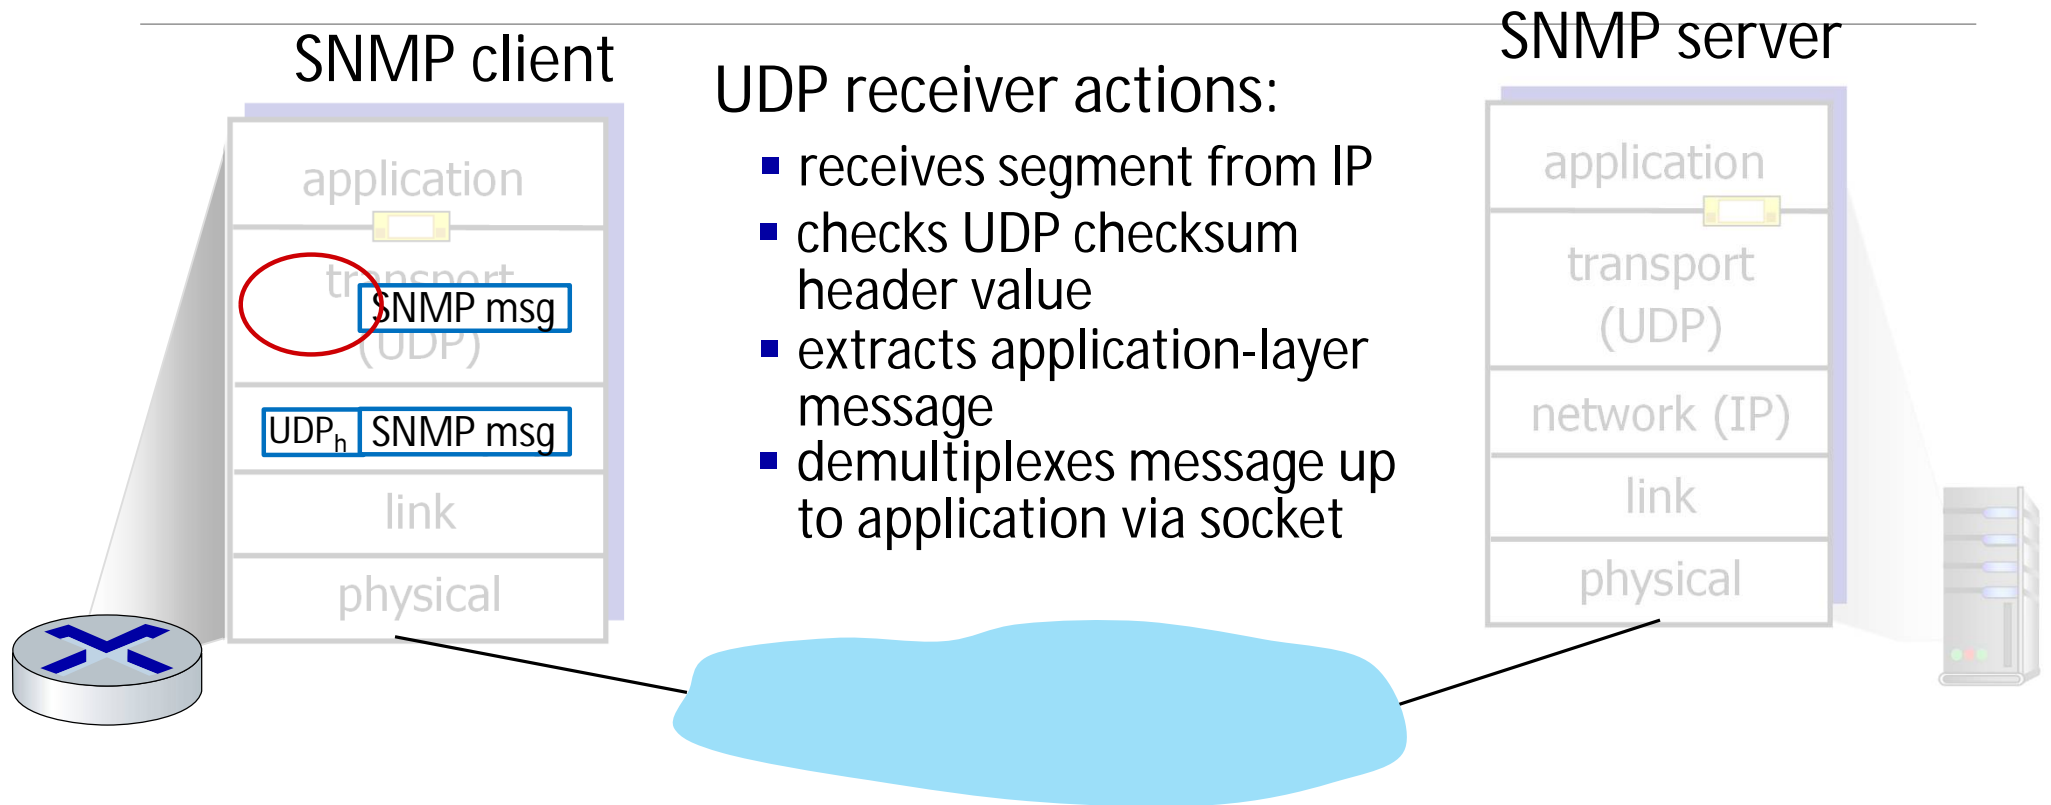 SNMP client
SNMP server
UDP receiver actions:
receives segment from IP
checks UDP checksum
header value
extracts application-layer
message
demultiplexes message up
to application via socket
application
transport
SNMP msg
(UDP)
UDPh SNMP msg
link
physical
application
transport
(UDP)
network (IP)
link
physical